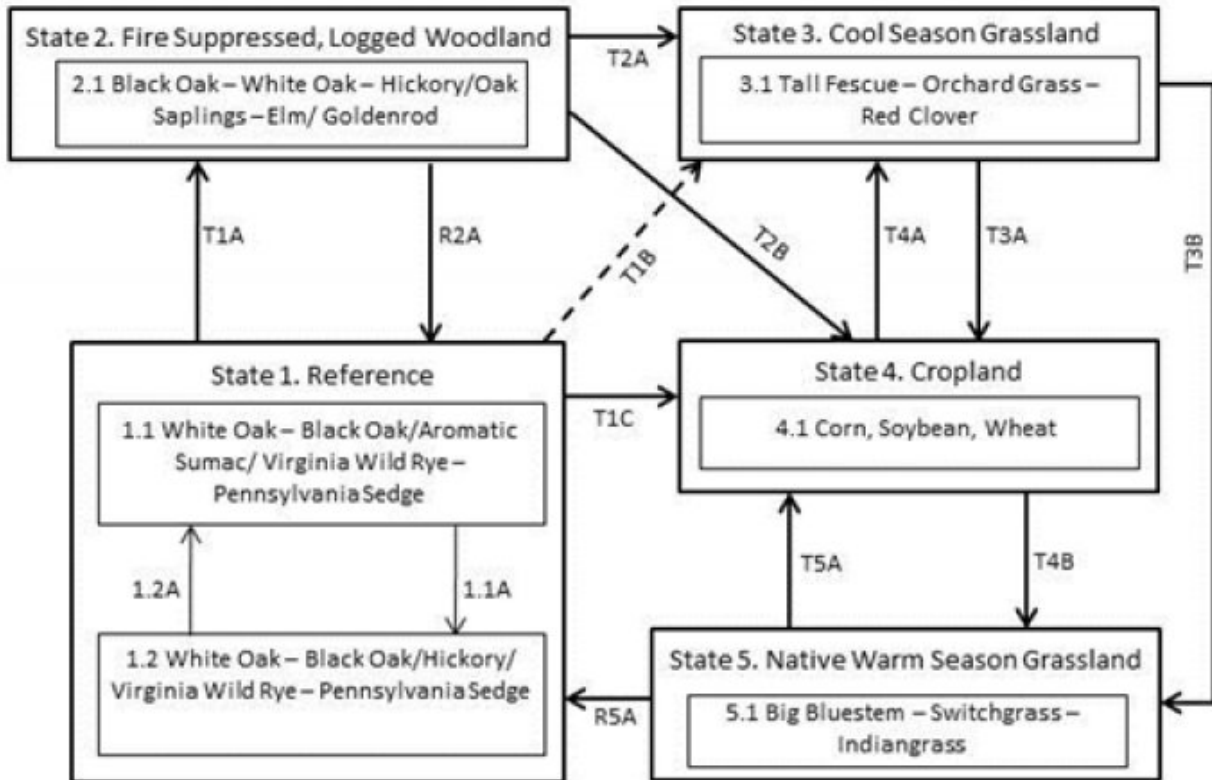 State 2. Fire Suppressed, Logged Woodland
2.1 Black Oak – White Oak – Hickory/Oak
Saplings – Elm/ Goldenrod
T2A
State 3. Cool Season Grassland
3.1 Tall Fescue – Orchard Grass –
Red Clover
T1A
R2A
T1B
T2B
T4A
T3A
T3B
State 1. Reference
1.1 White Oak – Black Oak/Aromatic
Sumac/ Virginia Wild Rye –
Pennsylvania Sedge
1.2A
1.1A
1.2 White Oak – Black Oak/Hickory/
Virginia Wild Rye – Pennsylvania Sedge
T1C
State 4. Cropland
4.1 Corn, Soybean, Wheat
T5A
T4B
R5A
State 5. Native Warm Season Grassland
5.1 Big Bluestem – Switchgrass –
Indiangrass